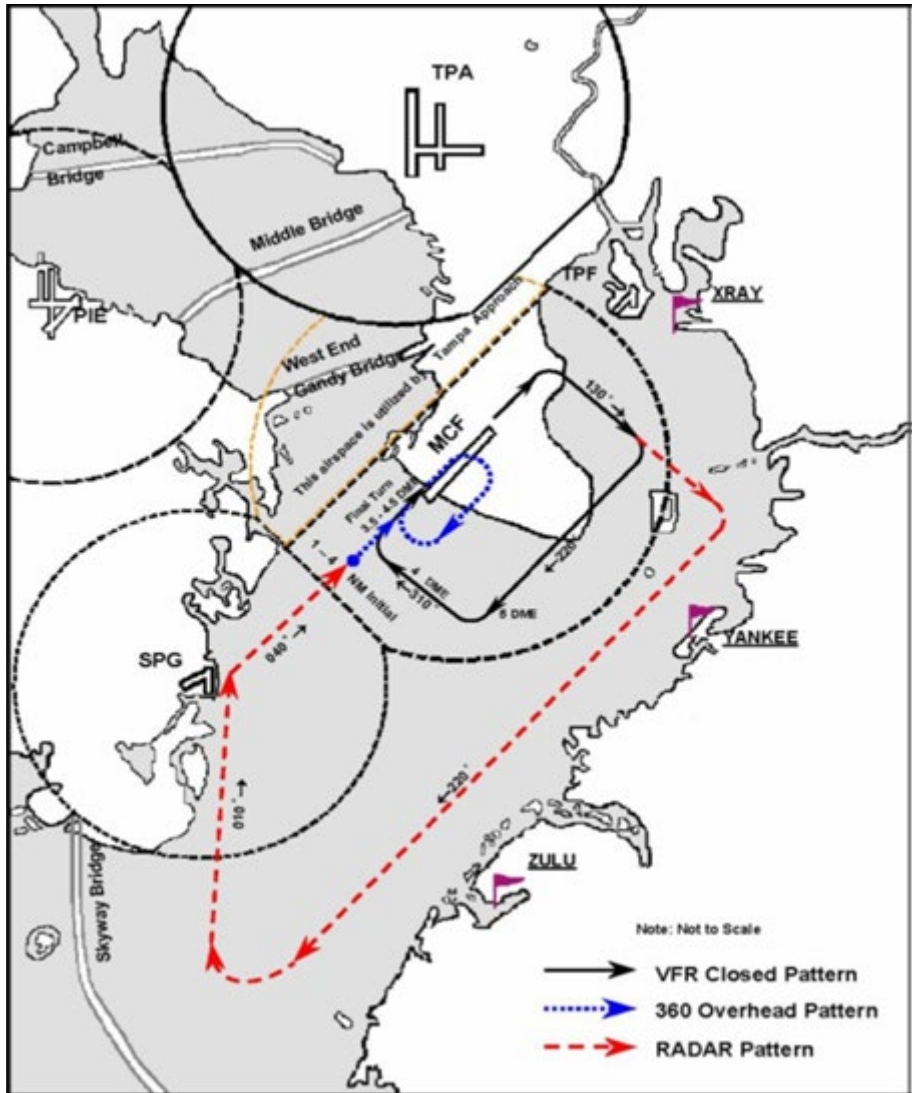 TPA
Campbell
Bridge
Middle Bridge
TPF
XRAY
PIE
West End
Gandy Bridge
This airspace is utilized by Tampa Approach
130°→
MCF
Final Turn
3.5 - 4.5 DME
1 – 4 NM Initial
←220°
4 DME
←310°
5 DME
040° →
YANKEE
SPG
←220°
010° →
ZULU
Skyway Bridge
Note: Not to Scale
VFR Closed Pattern
360 Overhead Pattern
RADAR Pattern